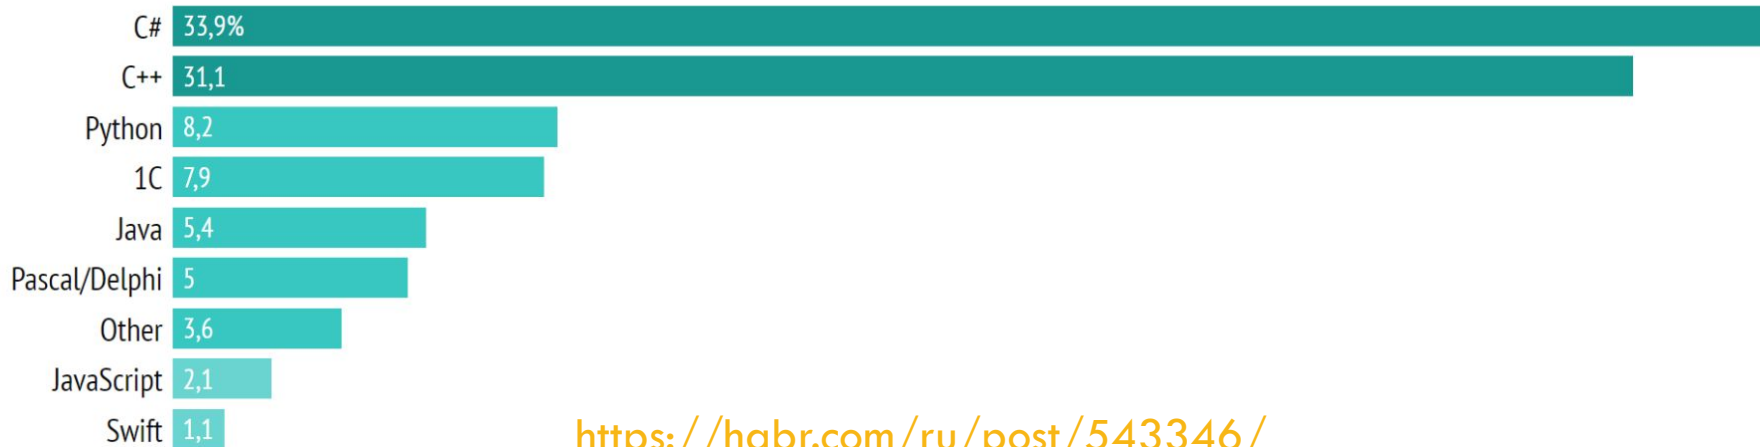 C# 33,9%
C++ 31,1
Python 8,2
1C 7,9
Java 5,4
Pascal/Delphi 5
Other 3,6
JavaScript 2,1
Swift 1,1
https://habr.com/ru/post/543346/